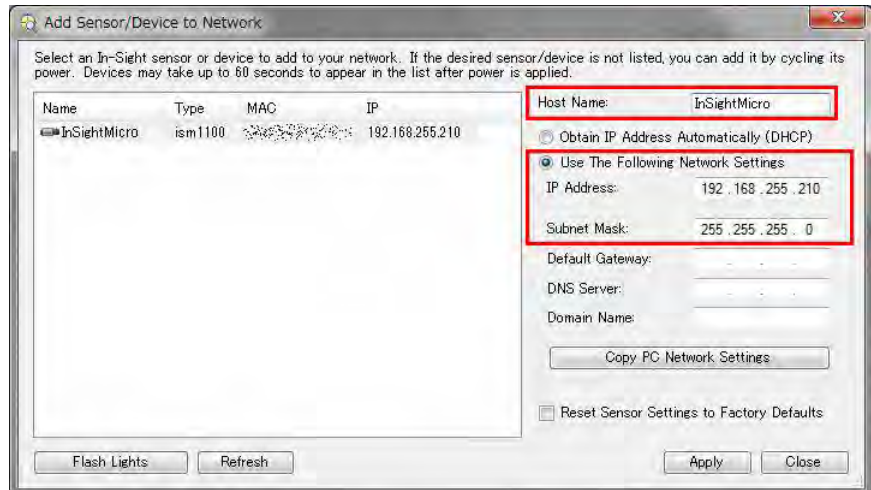 Add Sensor/Device to Network
Select an In-Sight sensor or device to add to your network. If the desired sensor/device is not listed, you can add it by cycling its
power. Devices may take up to 60 seconds to appear in the list after power is applied.
Name Type MAC IP
InSightMicro ism1100 192.168.255.210
Host Name: InSightMicro
Obtain IP Address Automatically (DHCP)
Use The Following Network Settings
IP Address: 192 . 168 . 255 . 210
Subnet Mask: 255 . 255 . 255 . 0
Default Gateway:
DNS Server:
Domain Name:
Copy PC Network Settings
Reset Sensor Settings to Factory Defaults
Flash Lights Refresh Apply Close